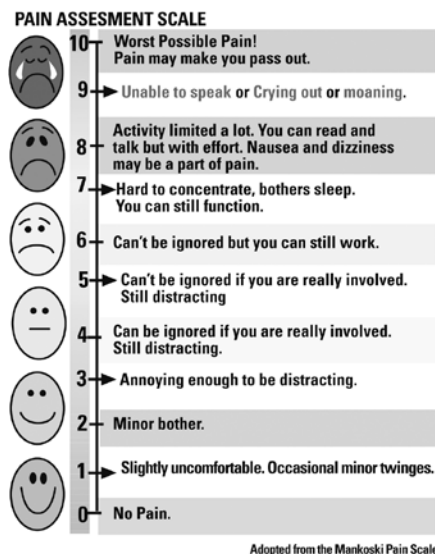 PAIN ASSESMENT SCALE
10 Worst Possible Pain!
Pain may make you pass out.
9 Unable to speak or Crying out or moaning.
Activity limited a lot. You can read and
8 talk but with effort. Nausea and dizziness
may be a part of pain.
7 Hard to concentrate, bothers sleep.
You can still function.
6 Can't be ignored but you can still work.
5 Can't be ignored if you are really involved.
Still distracting
4 Can be ignored if you are really involved.
Still distracting.
3 Annoying enough to be distracting.
2 Minor bother.
1 Slightly uncomfortable. Occasional minor twinges.
0 No Pain.
Adopted from the Mankoski Pain Scale